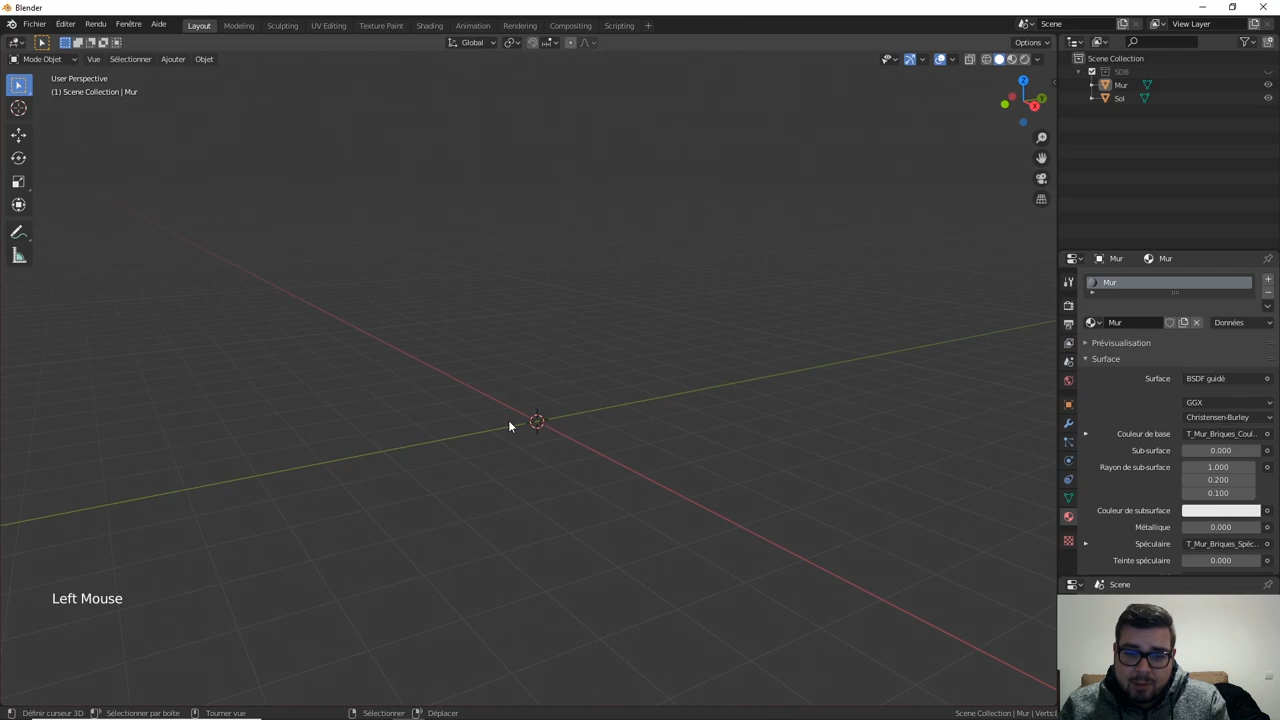 Blender
Fichier Éditer Rendu Fenêtre Aide Layout Modeling Sculpting UV Editing Texture Paint Shading Animation Rendering Compositing Scripting + Scene View Layer
Global Options
Mode Objet Vue Sélectionner Ajouter Objet
User Perspective
(1) Scene Collection | Mur
Z
Y
X
Scene Collection
SDB
Mur
Sol
Mur Mur
Mur
Mur Données
Prévisualisation
Surface
Surface BSDF guidé
GGX
Christensen-Burley
Couleur de base T_Mur_Briques_Coul..
Sub-surface 0.000
Rayon de sub-surface 1.000
0.200
0.100
Couleur de subsurface
Métallique 0.000
Spéculaire T_Mur_Briques_Spéc..
Teinte spéculaire 0.000
Scene
Left Mouse
Définir curseur 3D Sélectionner par boîte Tourner vue Sélectionner Déplacer Scene Collection | Mur | Verts:8